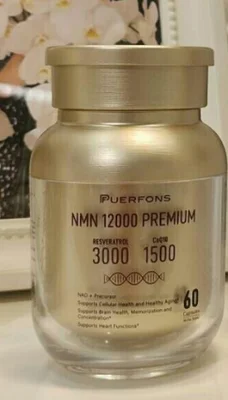 PUERFONS
NMN 12000 PREMIUM
RESVERATROL CoQ10
3000 1500
NAD + Precursor
Supports Cellular Health and Healthy Aging*
Supports Brain Health, Memorization and
Concentration*
Supports Heart Functions*
60
Capsules